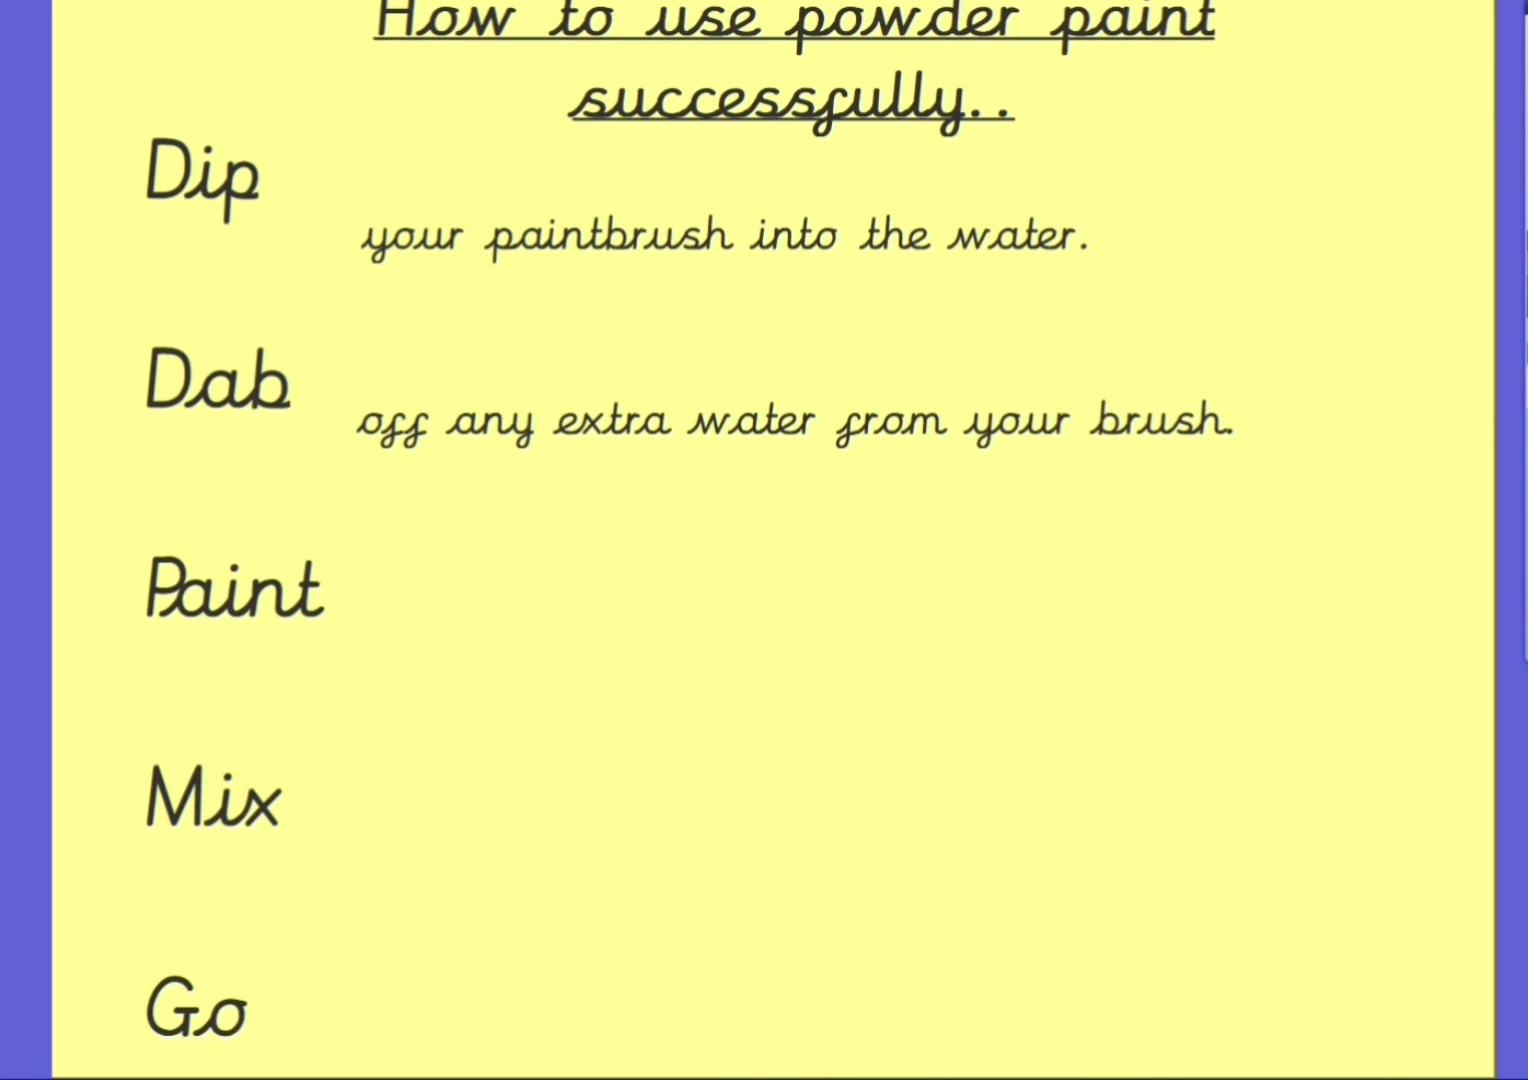 How to use powder paint
successfully..
Dip
your paintbrush into the water.
Dab
off any extra water from your brush.
Paint
Mix
Go